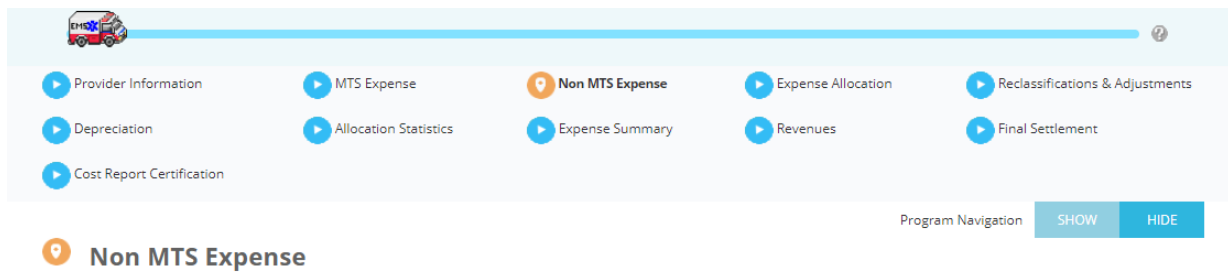 EMS
?
Provider Information MTS Expense Non MTS Expense Expense Allocation Reclassifications & Adjustments
Depreciation Allocation Statistics Expense Summary Revenues Final Settlement
Cost Report Certification
Program Navigation SHOW HIDE
Non MTS Expense